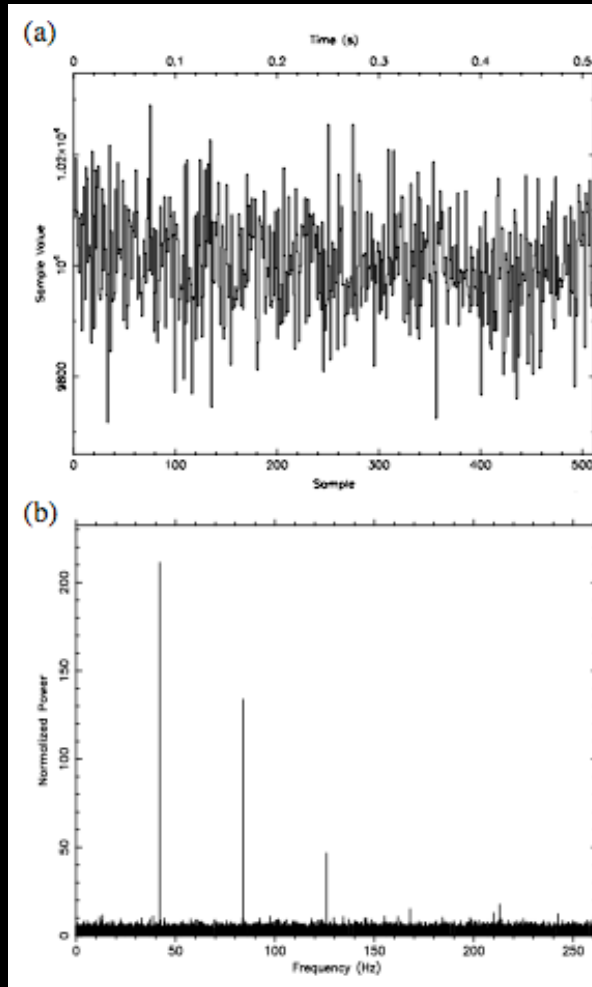 (a)
Time (s)
0 0.1 0.2 0.3 0.4 0.5
1.02×10⁴
10⁴
9800
Sample Value
0 100 200 300 400 500
Sample
(b)
200
150
100
50
0
Normalized Power
0 50 100 150 200 250
Frequency (Hz)